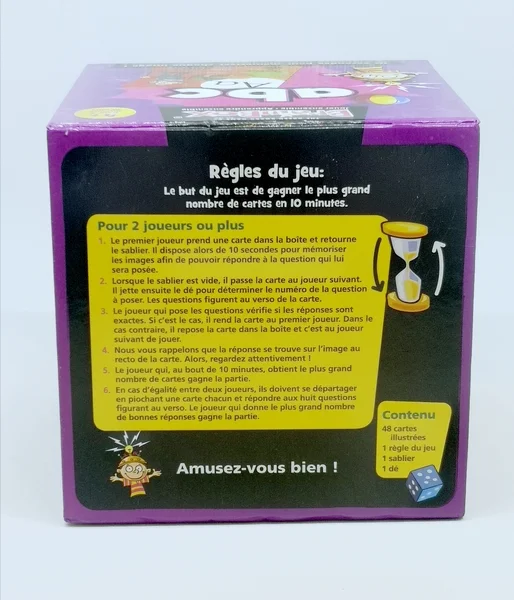 abc
Règles du jeu:
Le but du jeu est de gagner le plus grand
nombre de cartes en 10 minutes.
Pour 2 joueurs ou plus
1. Le premier joueur prend une carte dans la boîte et retourne
le sablier. Il dispose alors de 10 secondes pour mémoriser
les images afin de pouvoir répondre à la question qui lui
sera posée.
2. Lorsque le sablier est vide, il passe la carte au joueur suivant.
Il jette ensuite le dé pour déterminer le numéro de la question
à poser. Les questions figurent au verso de la carte.
3. Le joueur qui pose les questions vérifie si les réponses sont
exactes. Si c'est le cas, il rend la carte au premier joueur. Dans le
cas contraire, il repose la carte dans la boîte et c'est au joueur
suivant de jouer.
4. Nous vous rappelons que la réponse se trouve sur l'image au
recto de la carte. Alors, regardez attentivement !
5. Le joueur qui, au bout de 10 minutes, obtient le plus grand
nombre de cartes gagne la partie.
6. En cas d'égalité entre deux joueurs, ils doivent se départager
en piochant une carte chacun et répondre aux huit questions
figurant au verso. Le joueur qui donne le plus grand nombre
de bonnes réponses gagne la partie.
Contenu
48 cartes
illustrées
1 règle du jeu
1 sablier
1 dé
Amusez-vous bien !